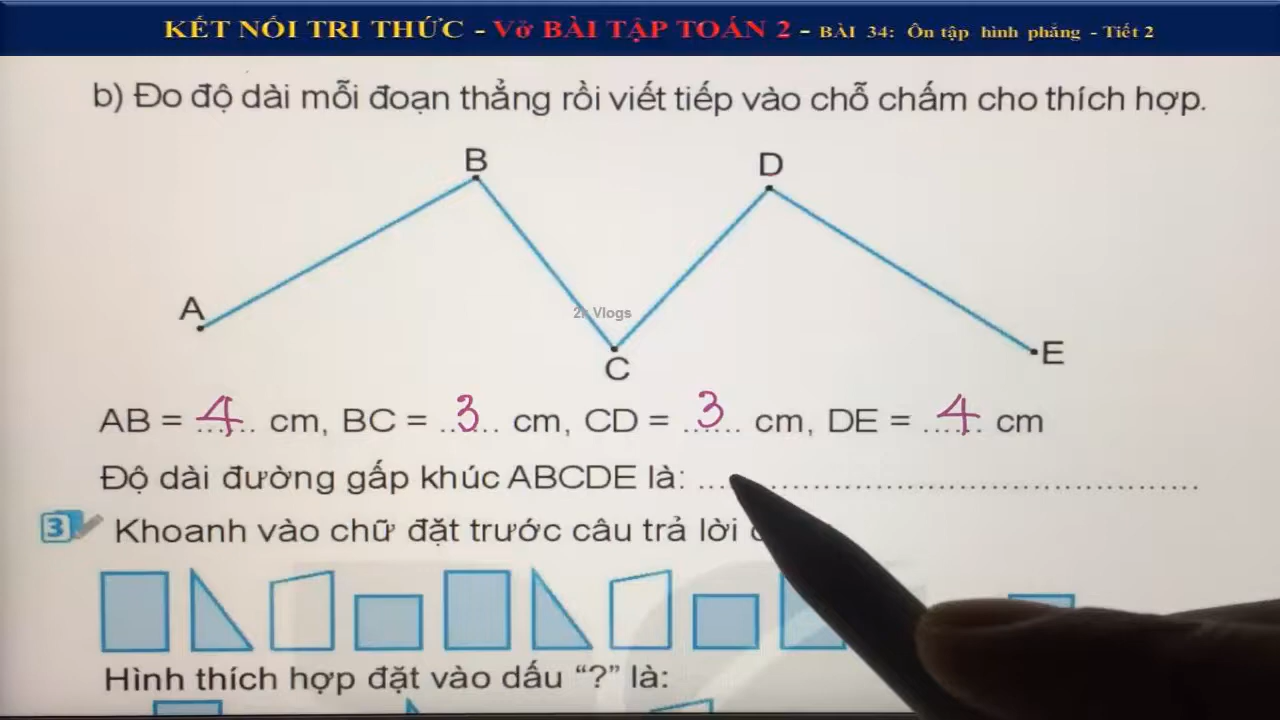 KẾT NỐI TRI THỨC - Vở BÀI TẬP TOÁN 2 - BÀI 34: Ôn tập hình phẳng - Tiết 2
b) Đo độ dài mỗi đoạn thẳng rồi viết tiếp vào chỗ chấm cho thích hợp.
B D
A
2k Vlogs
C E
AB = 4 cm, BC = 3 cm, CD = 3 cm, DE = 4 cm
Độ dài đường gấp khúc ABCDE là: ........................................
3 Khoanh vào chữ đặt trước câu trả lời
Hình thích hợp đặt vào dấu “?” là: